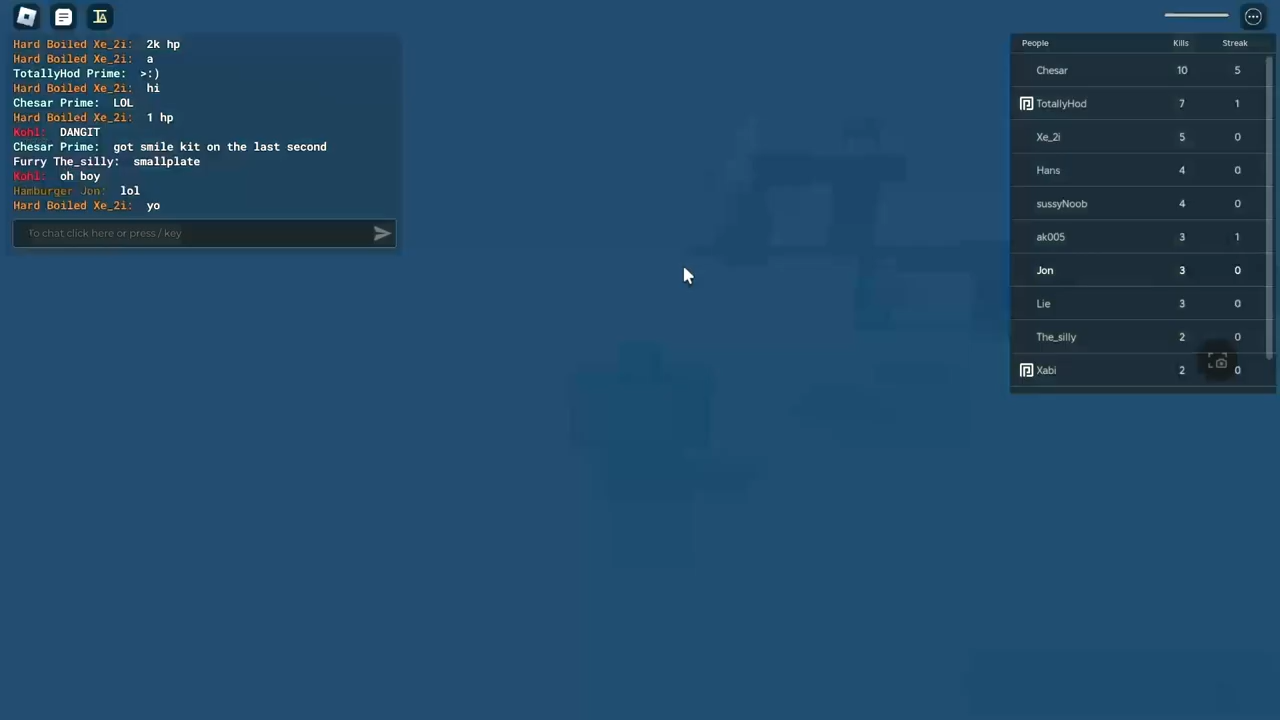 Hard Boiled Xe_2i: 2k hp
Hard Boiled Xe_2i: a
TotallyHod Prime: >:)
Hard Boiled Xe_2i: hi
Chesar Prime: LOL
Hard Boiled Xe_2i: 1 hp
Kohl: DANGIT
Chesar Prime: got smile kit on the last second
Furry The_silly: smallplate
Kohl: oh boy
Hamburger Jon: lol
Hard Boiled Xe_2i: yo
To chat click here or press / key
People Kills Streak
Chesar 10 5
TotallyHod 7 1
Xe_2i 5 0
Hans 4 0
sussyNoob 4 0
ak005 3 1
Jon 3 0
Lie 3 0
The_silly 2 0
Xabi 2 0